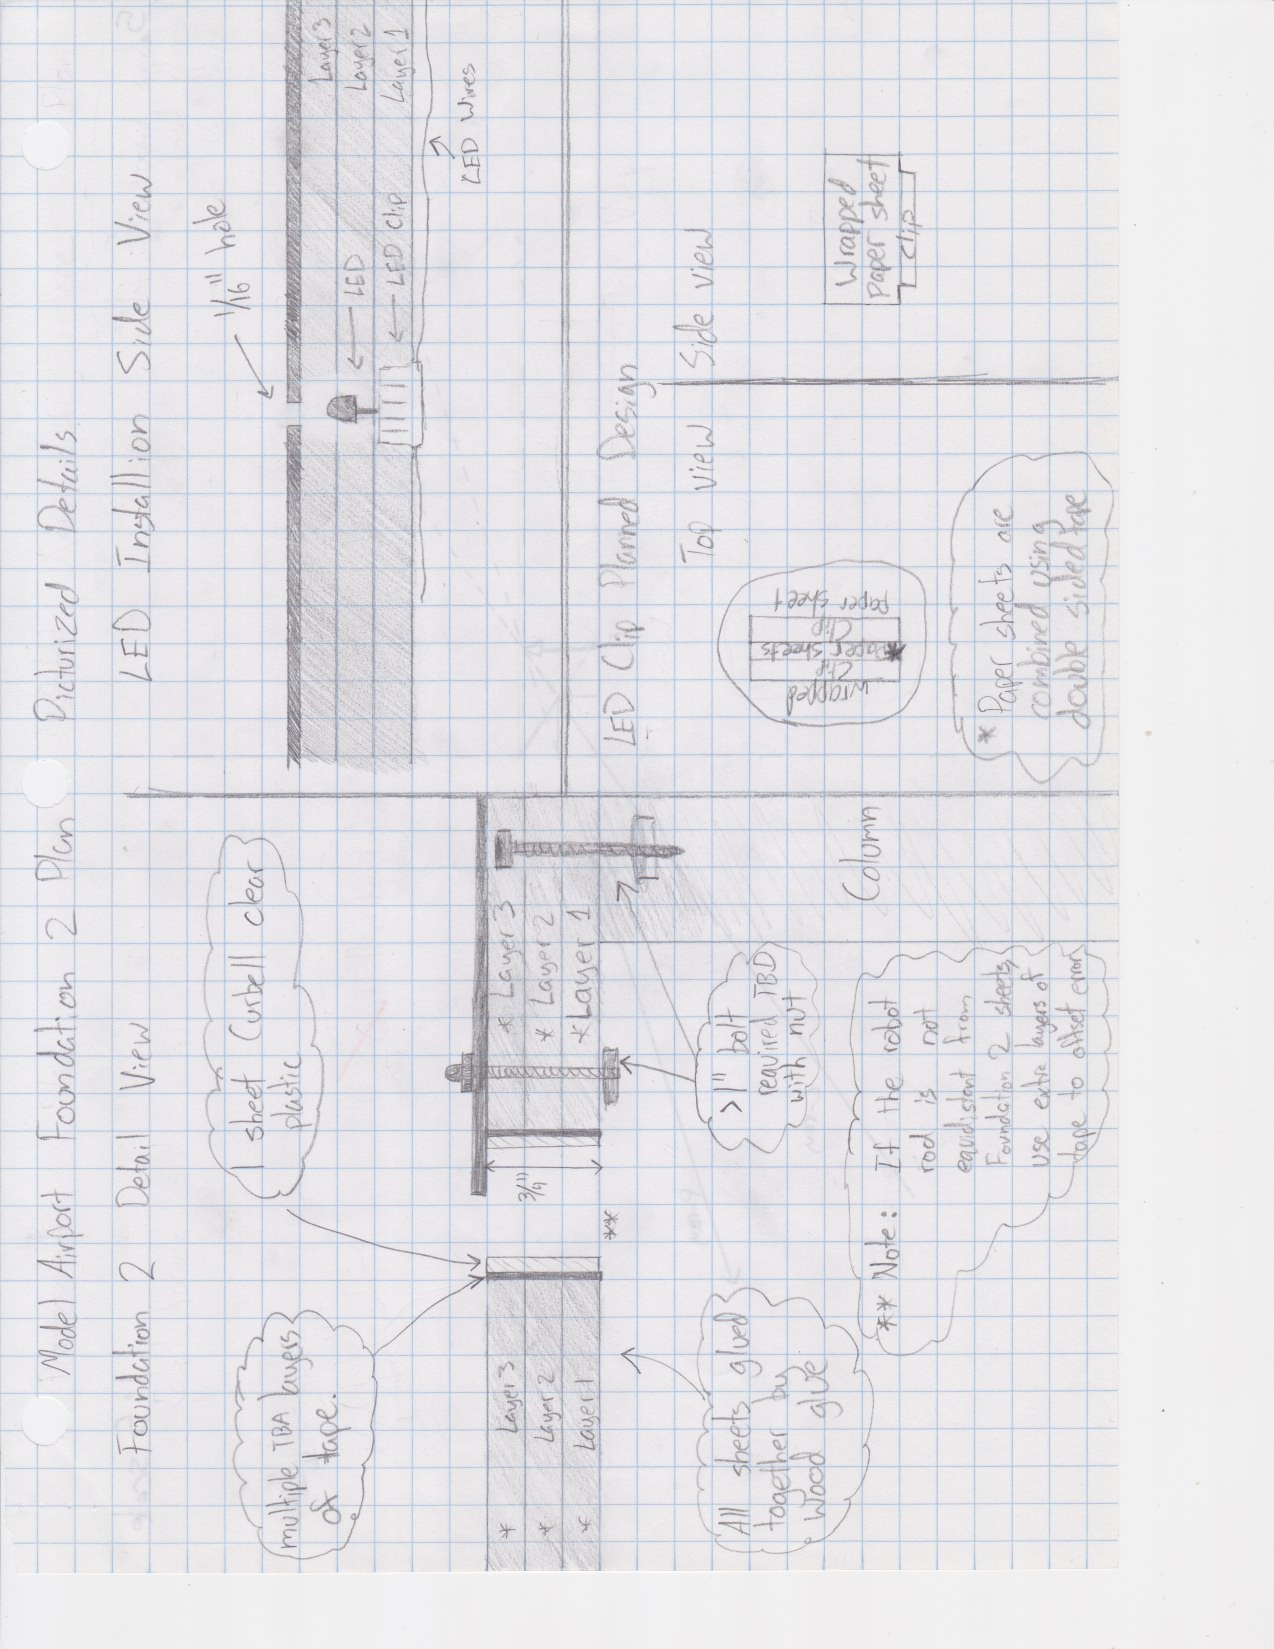 Model Airport Foundation 2 Plan Picturized Details
Foundation 2 Detail View
multiple TBA layers
of tape.
1 sheet Curbell clear
plastic
* Layer 3
* Layer 2
* Layer 1
3/4"
**
* Layer 3
* Layer 2
* Layer 1
All sheets glued
together by
wood glue
>1" bolt
required TBD
with nut
Column
** Note: If the robot
rod is not
equidistant from
Foundation 2 sheets,
use extra layers of
tape to offset error
LED Installion Side View
1/16" hole
Layer 3
Layer 2
Layer 1
LED
LED Clip
LED Wires
LED Clip Planned Design
Top View
wrapped
Clip
*Paper sheets
Clip
paper sheet
* Paper sheets are
combined using
double sided tape
Side View
Wrapped
paper sheet
Clip